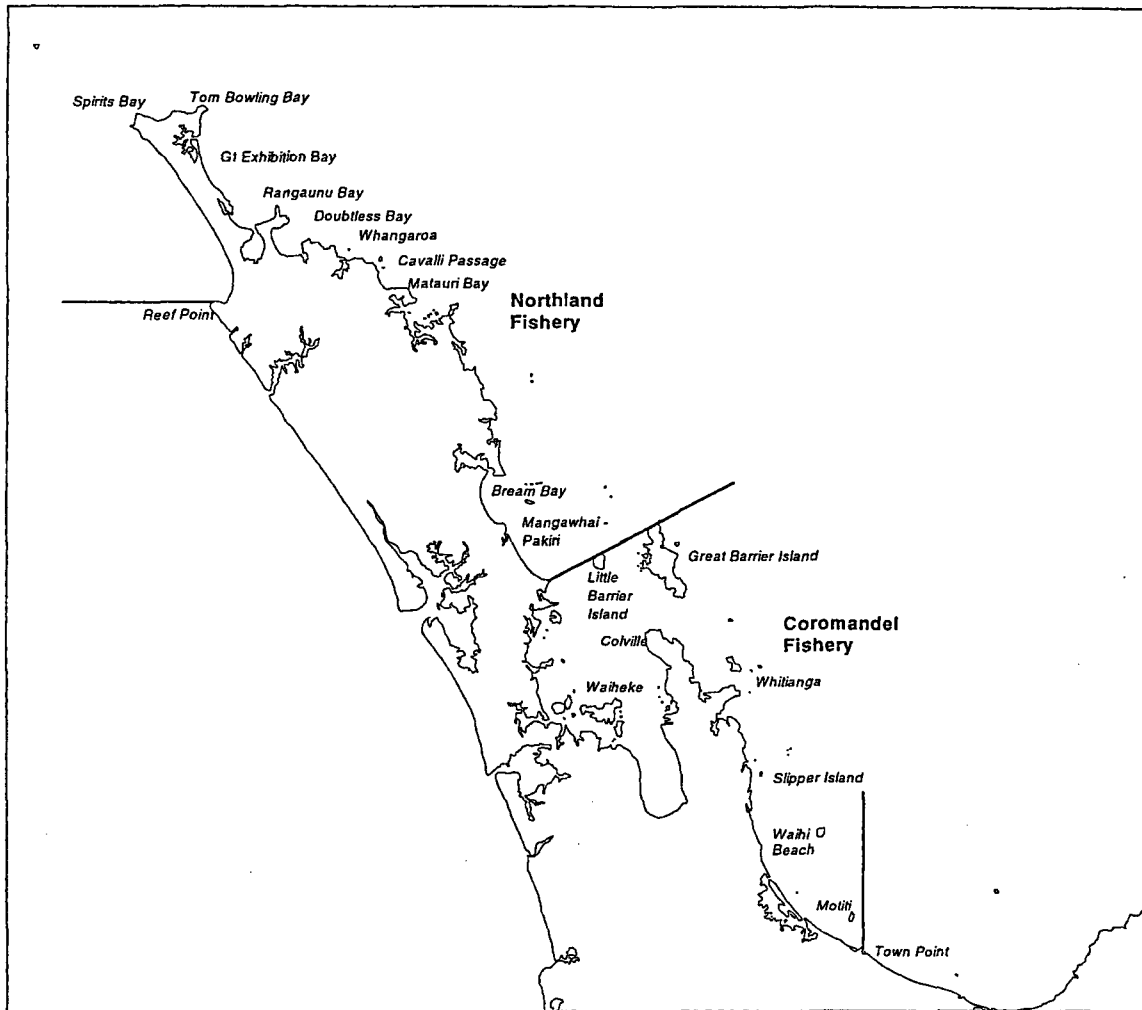 Spirits Bay
Tom Bowling Bay
Gt Exhibition Bay
Rangaunu Bay
Doubtless Bay
Whangaroa
Cavalli Passage
Matauri Bay
Northland
Fishery
Reef Point
Bream Bay
Mangawhai -
Pakiri
Great Barrier Island
Little
Barrier
Island
Coromandel
Fishery
Colville
Whitianga
Waiheke
Slipper Island
Waihi
Beach
Motiti
Town Point